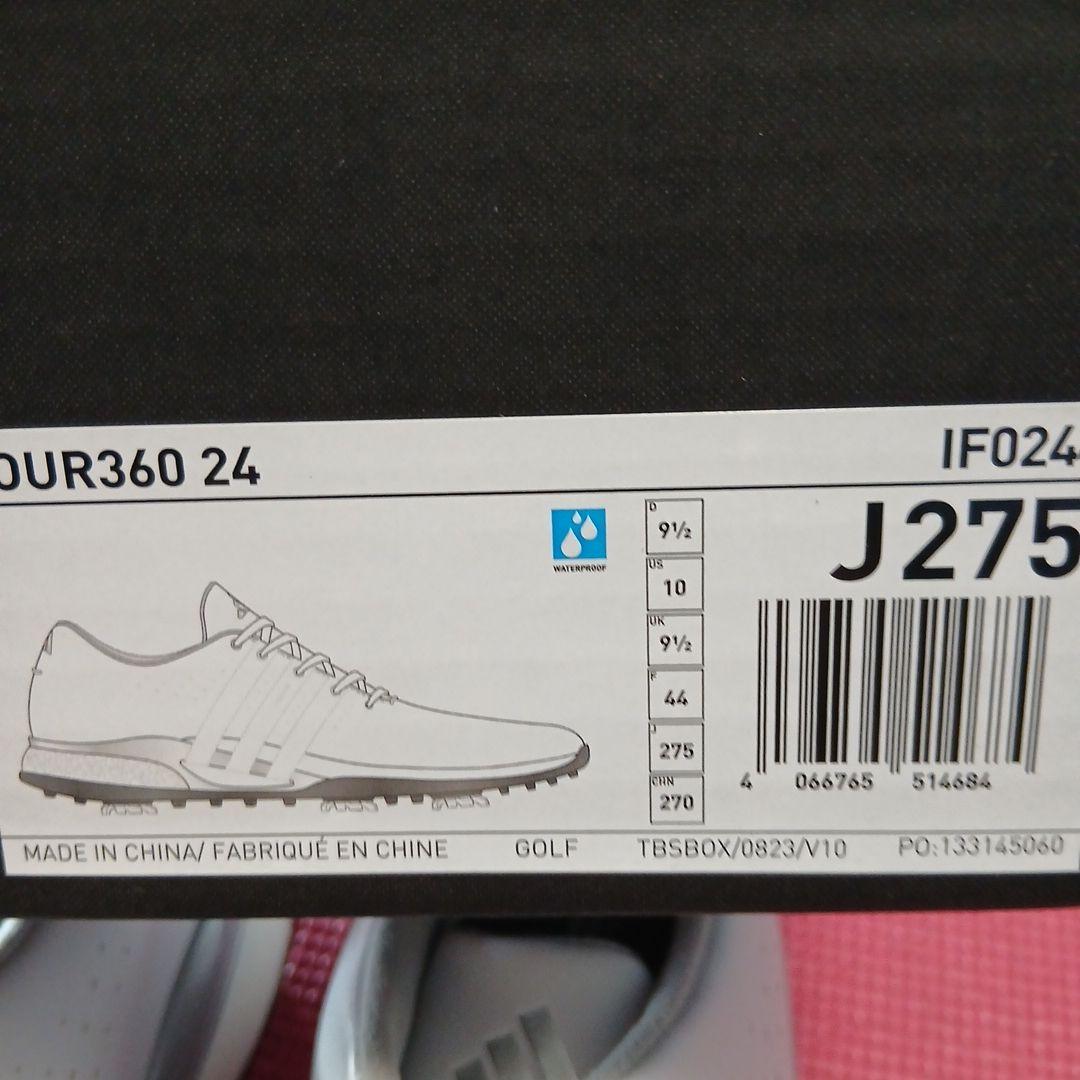 OUR360 24
IF024
WATERPROOF
D
9½
US
10
UK
9½
F
44
J
275
CHN
270
J 275
4 066765 514684
MADE IN CHINA/ FABRIQUÉ EN CHINE GOLF TBSBOX/0823/V10 PO:133145060